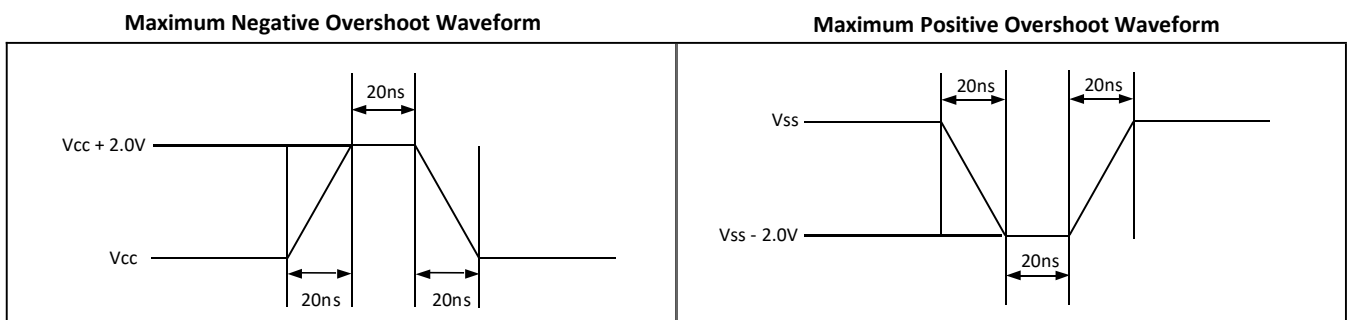 Maximum Negative Overshoot Waveform
20ns
Vcc + 2.0V
Vcc
20ns
20ns
Maximum Positive Overshoot Waveform
20ns
20ns
Vss
Vss - 2.0V
20ns